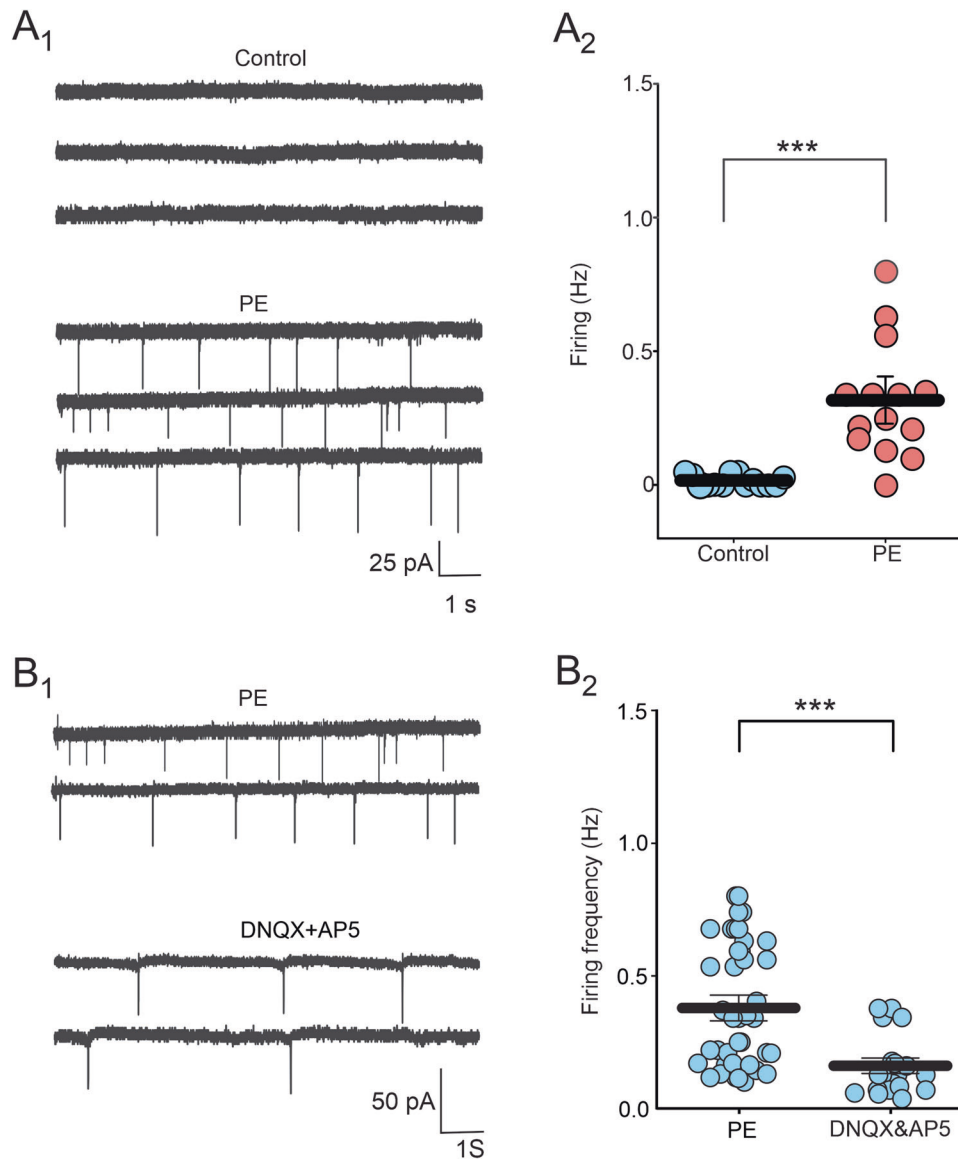 A1
Control
PE
25 pA
1 s
A2
1.5
1.0
0.5
0
Firing (Hz)
***
Control
PE
B1
PE
DNQX+AP5
50 pA
1S
B2
1.5
1.0
0.5
0.0
Firing frequency (Hz)
***
PE
DNQX&AP5